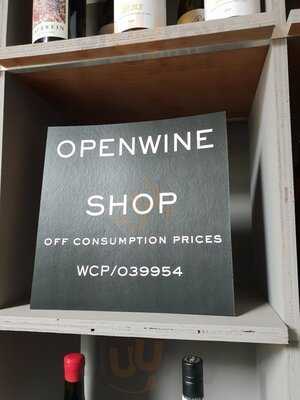 OPENWINE
SHOP
OFF CONSUMPTION PRICES
WCP/039954